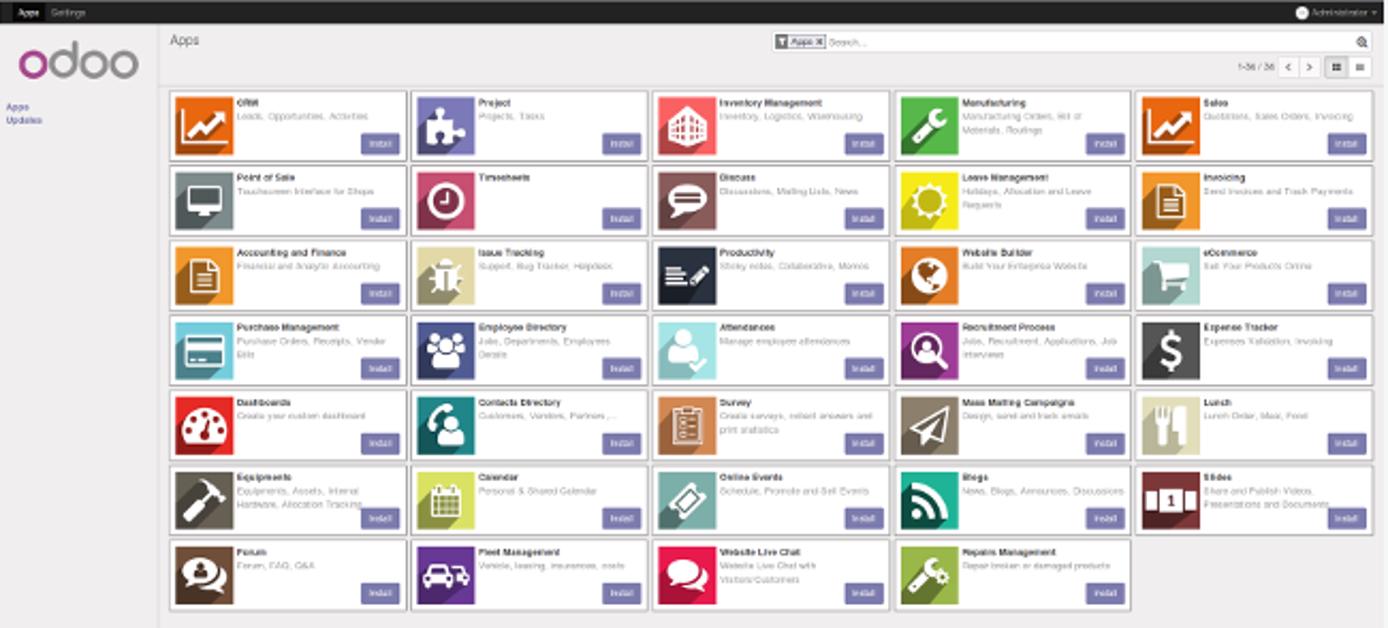 Apps Settings Administrator
odoo
Apps
Updates
Apps
Apps x Search...
1-36 / 36
CRM
Leads, Opportunities, Activities
Install
Project
Projects, Tasks
Install
Inventory Management
Inventory, Logistics, Warehousing
Install
Manufacturing
Manufacturing Orders, Bill of
Materials, Routings
Install
Sales
Quotations, Sales Orders, Invoicing
Install
Point of Sale
Touchscreen Interface for Shops
Install
Timesheets
Install
Discuss
Discussions, Mailing Lists, News
Install
Leave Management
Holidays, Allocation and Leave
Requests
Install
Invoicing
Send Invoices and Track Payments
Install
Accounting and Finance
Financial and Analytic Accounting
Install
Issue Tracking
Support, Bug Tracker, Helpdesk
Install
Productivity
Sticky notes, Collaborative, Memos
Install
Website Builder
Build Your Enterprise Website
Install
eCommerce
Sell Your Products Online
Install
Purchase Management
Purchase Orders, Receipts, Vendor
Bills
Install
Employee Directory
Jobs, Departments, Employees
Details
Install
Attendances
Manage employee attendances
Install
Recruitment Process
Jobs, Recruitment, Applications, Job
Interviews
Install
Expense Tracker
Expenses Validation, Invoicing
Install
Dashboards
Create your custom dashboard
Install
Contacts Directory
Customers, Vendors, Partners,...
Install
Survey
Create surveys, collect answers and
print statistics
Install
Mass Mailing Campaigns
Design, send and track emails
Install
Lunch
Lunch Order, Meal, Food
Install
Equipments
Equipments, Assets, Internal
Hardware, Allocation Tracking
Install
Calendar
Personal & Shared Calendar
Install
Online Events
Schedule, Promote and Sell Events
Install
Blogs
News, Blogs, Announces, Discussions
Install
1
Slides
Share and Publish Videos,
Presentations and Documents
Install
Forum
Forum, FAQ, Q&A
Install
Fleet Management
Vehicle, leasing, insurances, costs
Install
Website Live Chat
Website Live Chat with
Visitors/Customers
Install
Repairs Management
Repair broken or damaged products
Install